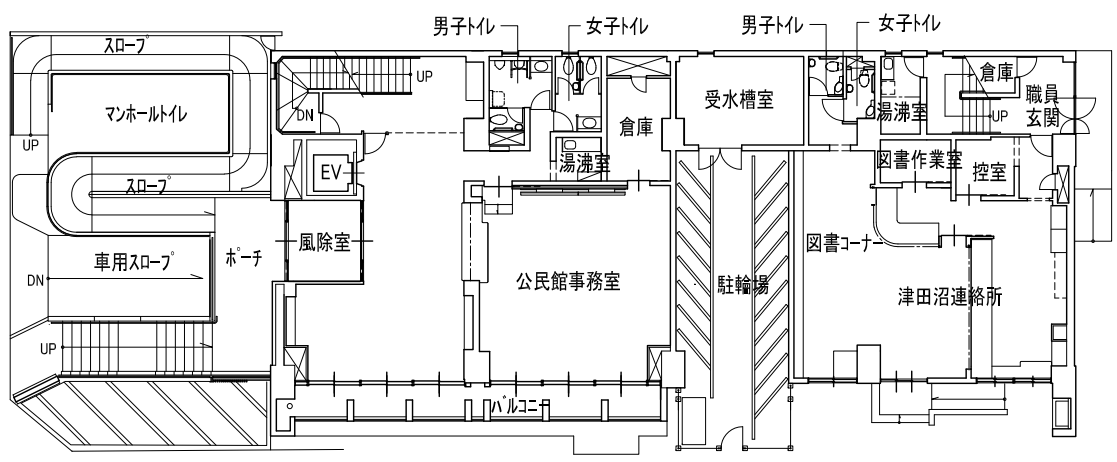 男子トイレ
女子トイレ
男子トイレ
女子トイレ
スロープ
マンホールトイレ
UP
UP
DN
EV
倉庫
湯沸室
受水槽室
湯沸室
倉庫
職員
玄関
UP
図書作業室
控室
スロープ
車用スロープ
DN
UP
ポーチ
風除室
公民館事務室
駐輪場
図書コーナー
津田沼連絡所
バルコニー